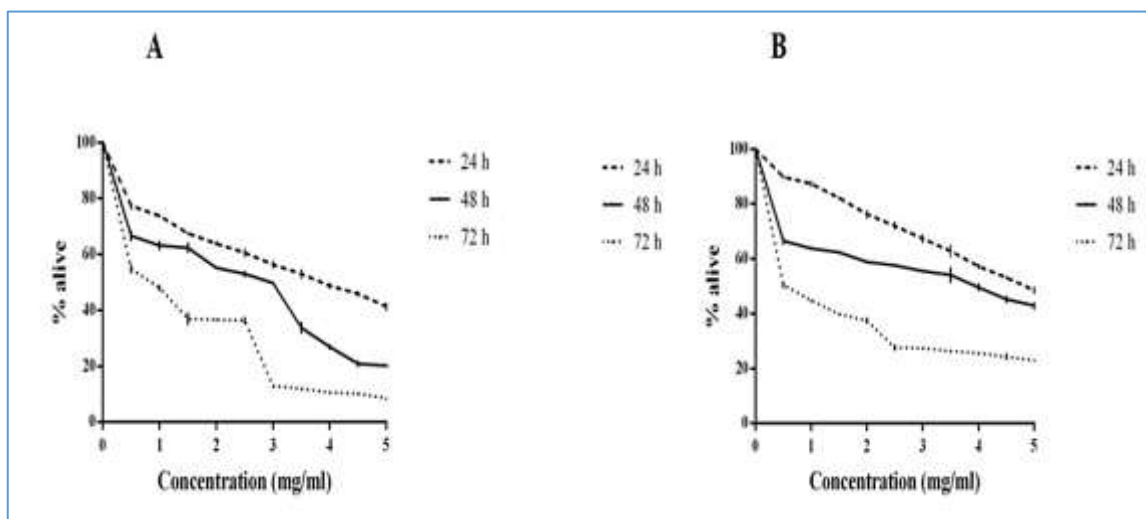 A
B
100
80
60
40
20
0
% alive
0 1 2 3 4 5
Concentration (mg/ml)
24 h
48 h
72 h
24 h
48 h
72 h
100
80
60
40
20
0
% alive
0 1 2 3 4 5
Concentration (mg/ml)
24 h
48 h
72 h